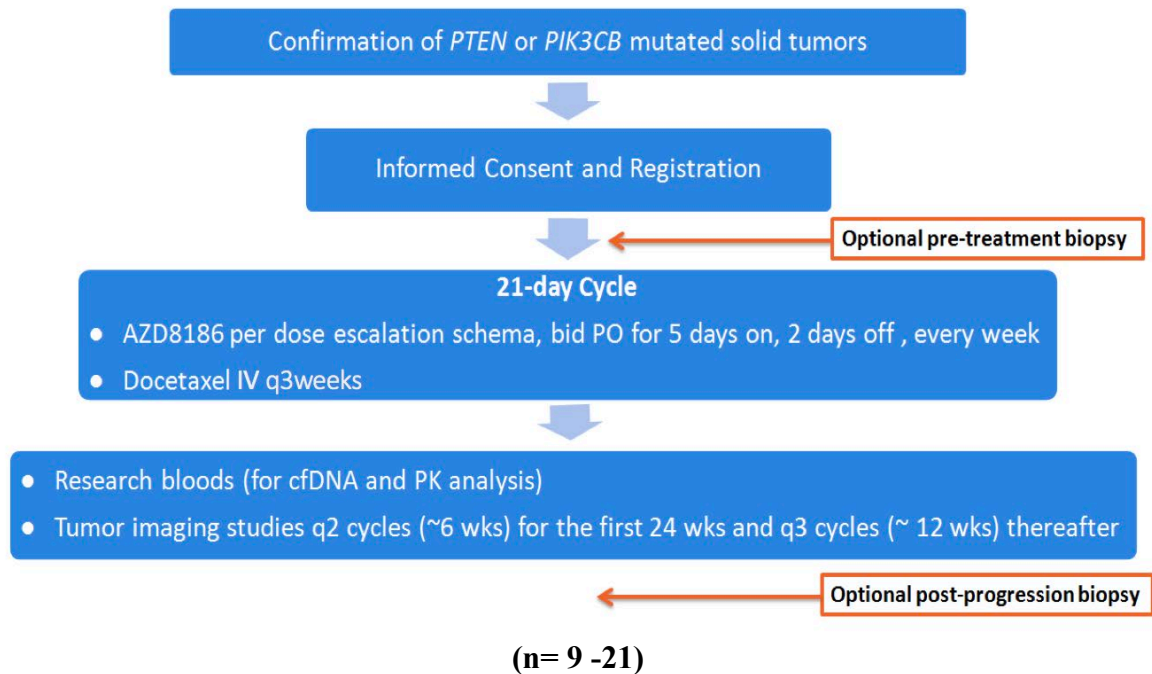 Confirmation of PTEN or PIK3CB mutated solid tumors
Informed Consent and Registration
Optional pre-treatment biopsy
21-day Cycle
● AZD8186 per dose escalation schema, bid PO for 5 days on, 2 days off , every week
● Docetaxel IV q3weeks
● Research bloods (for cfDNA and PK analysis)
● Tumor imaging studies q2 cycles (~6 wks) for the first 24 wks and q3 cycles (~ 12 wks) thereafter
Optional post-progression biopsy
(n= 9 -21)